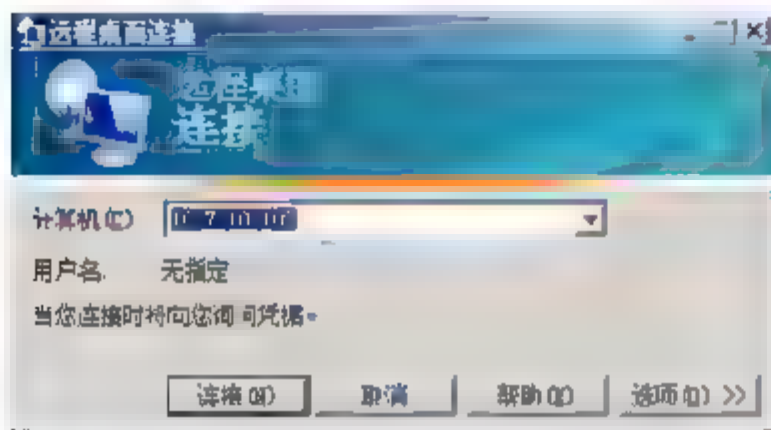 远程桌面连接
远程桌面
连接
计算机(C)
用户名: 无指定
当您连接时将向您询问凭据。
连接(N) 取消 帮助(H) 选项(O) >>